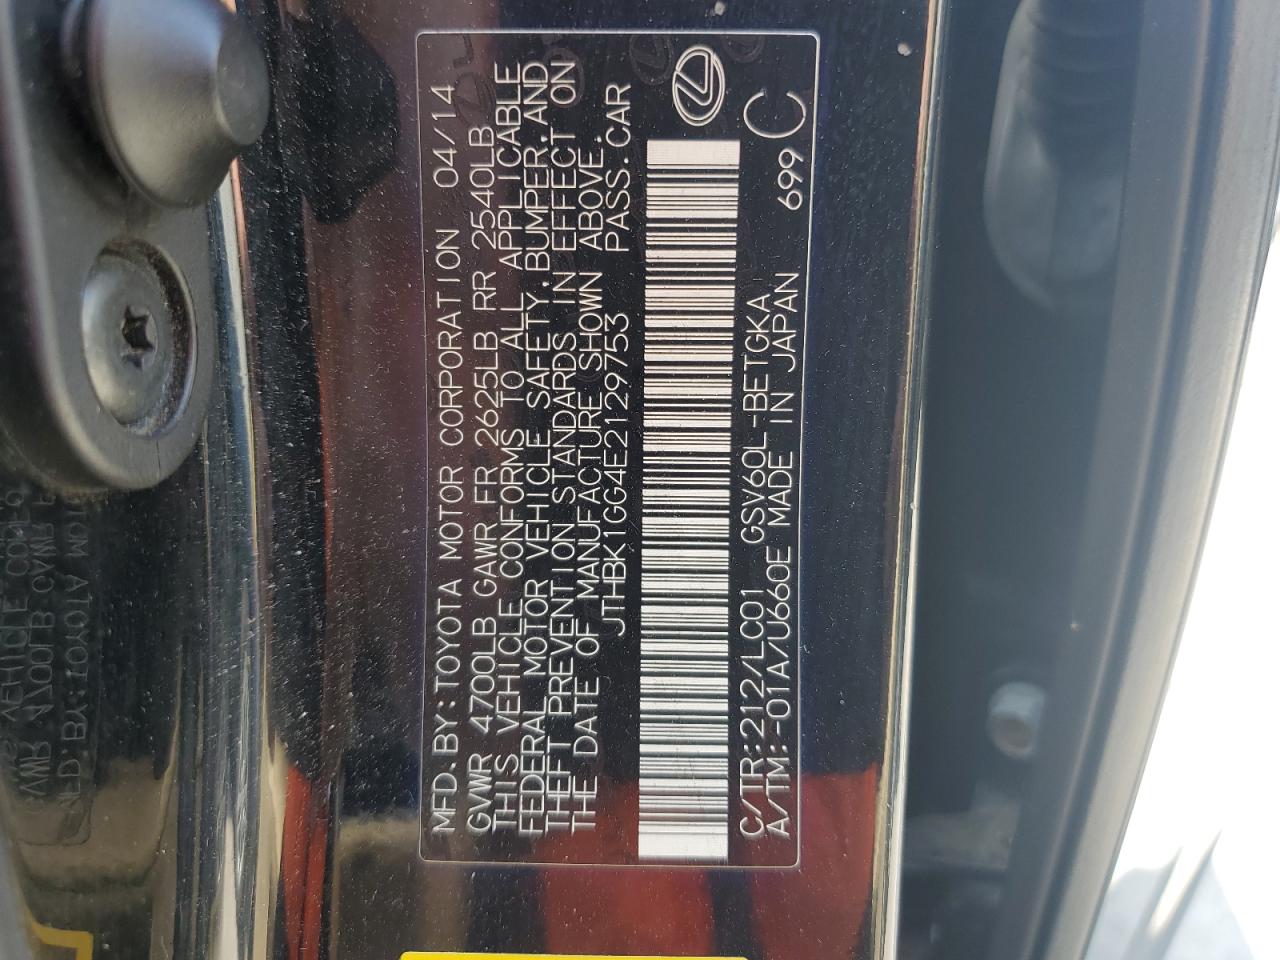 MFD.BY:TOYOTA MOTOR CORPORATION 04/14
GVWR 4700LB GAWR FR 2625LB RR 2540LB
THIS VEHICLE CONFORMS TO ALL APPLICABLE
FEDERAL MOTOR VEHICLE SAFETY,BUMPER,AND
THEFT PREVENTION STANDARDS IN EFFECT ON
THE DATE OF MANUFACTURE SHOWN ABOVE.
JTHBK1GG4E2129753 PASS.CAR
C/TR:212/LC01 GSV60L-BETGKA
A/TM:-01A/U660E MADE IN JAPAN
699 C